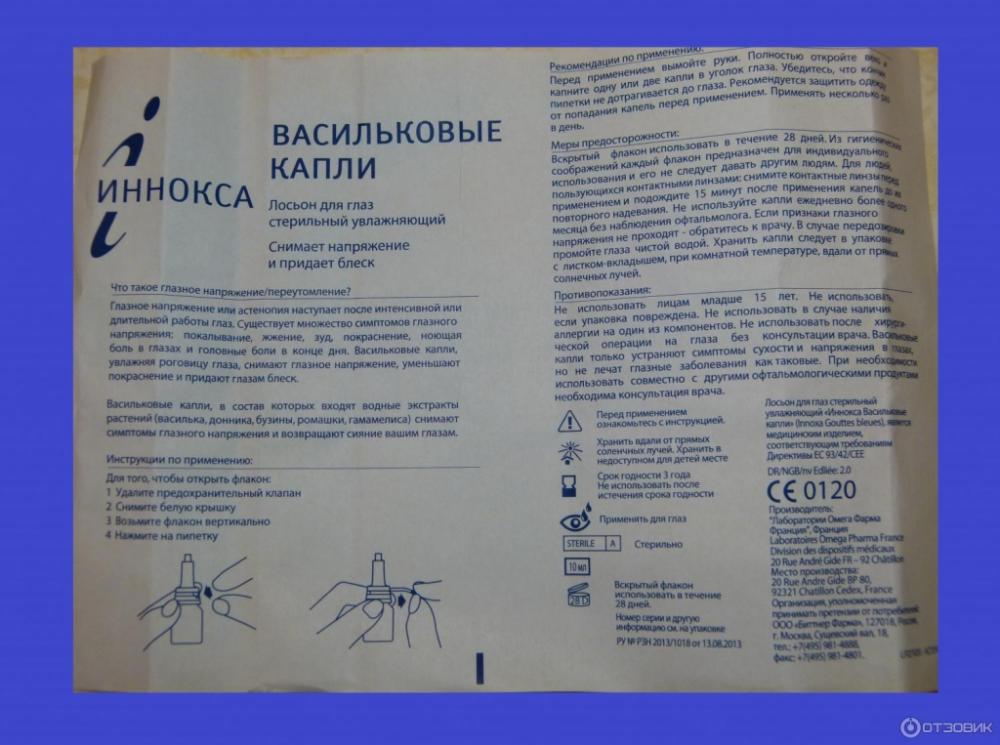 ИННОКСА
ВАСИЛЬКОВЫЕ
КАПЛИ
Лосьон для глаз
стерильный увлажняющий
Снимает напряжение
и придает блеск
Что такое глазное напряжение/переутомление?
Глазное напряжение или астенопия наступает после интенсивной или
длительной работы глаз. Существует множество симптомов глазного
напряжения: покалывание, жжение, зуд, покраснение, ноющая
боль в глазах и головные боли в конце дня. Васильковые капли,
увлажняя роговицу глаза, снимают глазное напряжение, уменьшают
покраснение и придают глазам блеск.
Васильковые капли, в состав которых входят водные экстракты
растений (василька, донника, бузины, ромашки, гамамелиса) снимают
симптомы глазного напряжения и возвращают сияние вашим глазам.
Инструкции по применению:
Для того, чтобы открыть флакон:
1 Удалите предохранительный клапан
2 Снимите белую крышку
3 Возьмите флакон вертикально
4 Нажмите на пипетку
Рекомендации по применению:
Перед применением вымойте руки. Полностью откройте веко и
капните одну или две капли в уголок глаза. Убедитесь, что кончик
пипетки не дотрагивается до глаза. Рекомендуется защитить одежду
от попадания капель перед применением. Применять несколько раз
в день.
Меры предосторожности:
Вскрытый флакон использовать в течение 28 дней. Из гигиенических
соображений каждый флакон предназначен для индивидуального
использования и его не следует давать другим людям. Для людей,
пользующихся контактными линзами: снимите контактные линзы перед
применением и подождите 15 минут после применения капель до их
повторного надевания. Не используйте капли ежедневно более одного
месяца без наблюдения офтальмолога. Если признаки глазного
напряжения не проходят - обратитесь к врачу. В случае передозировки
промойте глаза чистой водой. Хранить капли следует в упаковке
с листком-вкладышем, при комнатной температуре, вдали от прямых
солнечных лучей.
Противопоказания:
Не использовать лицам младше 15 лет. Не использовать,
если упаковка повреждена. Не использовать в случае наличия
аллергии на один из компонентов. Не использовать после хирурги-
ческой операции на глаза без консультации врача. Васильковые
капли только устраняют симптомы сухости и напряжения в глазах,
но не лечат глазные заболевания как таковые. При необходимости
использовать совместно с другими офтальмологическими продуктами
необходима консультация врача.
Перед применением
ознакомьтесь с инструкцией.
Хранить вдали от прямых
солнечных лучей. Хранить в
недоступном для детей месте
Срок годности 3 года
Не использовать после
истечения срока годности
Применять для глаз
STERILE A Стерильно
10 мл
28 D
Вскрытый флакон
использовать в течение
28 дней.
Номер серии и другую
информацию см. на упаковке
РУ № РЗН 2013/1018 от 13.08.2013
Лосьон для глаз стерильный
увлажняющий «Иннокса Васильковые
капли» (Innoxa Gouttes bleues), является
медицинским изделием,
соответствующим требованиям
Директивы ЕС 93/42/CEE
DR/NGB/nv Edliée: 2.0
CE 0120
Производитель:
"Лаборатории Омега Фарма
Франция", Франция
Laboratoires Omega Pharma France
Division des dispositifs médicaux
20 Rue André Gide FR – 92 Châtillon
Место производства:
20 Rue Andre Gide BP 80,
92321 Chatillon Cedex, France
Организация, уполномоченная
принимать претензии от потребителей
ООО «Биттнер Фарма», 127018, Россия,
г. Москва, Сущевский вал, 18,
тел.: +7(495) 981-4888,
факс: +7(495) 981-4801.
ОТЗОВИК